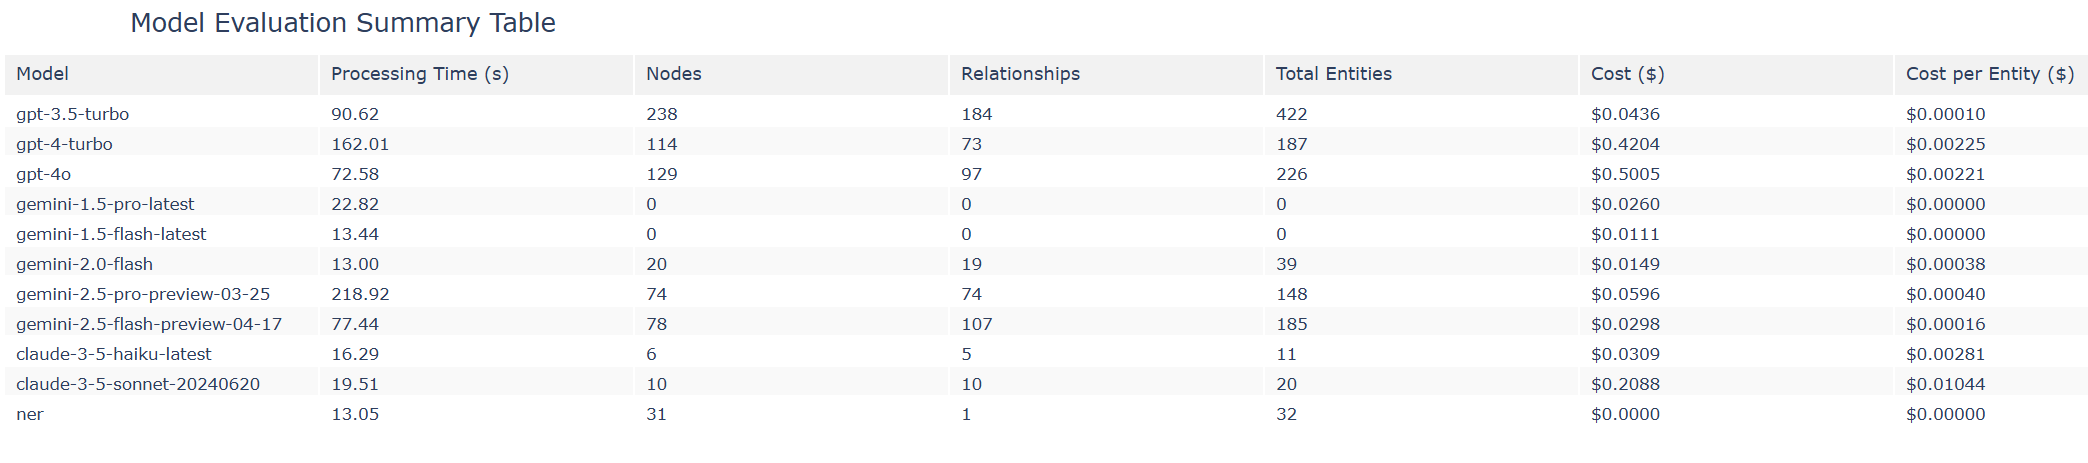 Model Evaluation Summary Table
Model Processing Time (s) Nodes Relationships Total Entities Cost ($) Cost per Entity ($)
gpt-3.5-turbo 90.62 238 184 422 $0.0436 $0.00010
gpt-4-turbo 162.01 114 73 187 $0.4204 $0.00225
gpt-4o 72.58 129 97 226 $0.5005 $0.00221
gemini-1.5-pro-latest 22.82 0 0 0 $0.0260 $0.00000
gemini-1.5-flash-latest 13.44 0 0 0 $0.0111 $0.00000
gemini-2.0-flash 13.00 20 19 39 $0.0149 $0.00038
gemini-2.5-pro-preview-03-25 218.92 74 74 148 $0.0596 $0.00040
gemini-2.5-flash-preview-04-17 77.44 78 107 185 $0.0298 $0.00016
claude-3-5-haiku-latest 16.29 6 5 11 $0.0309 $0.00281
claude-3-5-sonnet-20240620 19.51 10 10 20 $0.2088 $0.01044
ner 13.05 31 1 32 $0.0000 $0.00000